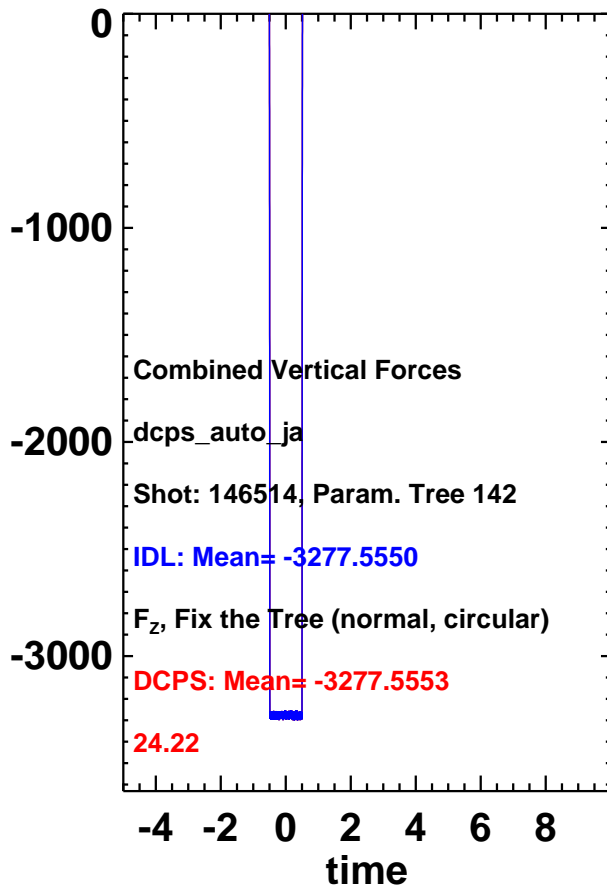 0
-1000
Combined Vertical Forces
dcps_auto_ja
-2000
Shot: 146514, Param. Tree 142
IDL: Mean= -3277.5550
F_Z, Fix the Tree (normal, circular)
-3000
DCPS: Mean= -3277.5553
24.22
-4 -2 0 2 4 6 8
time